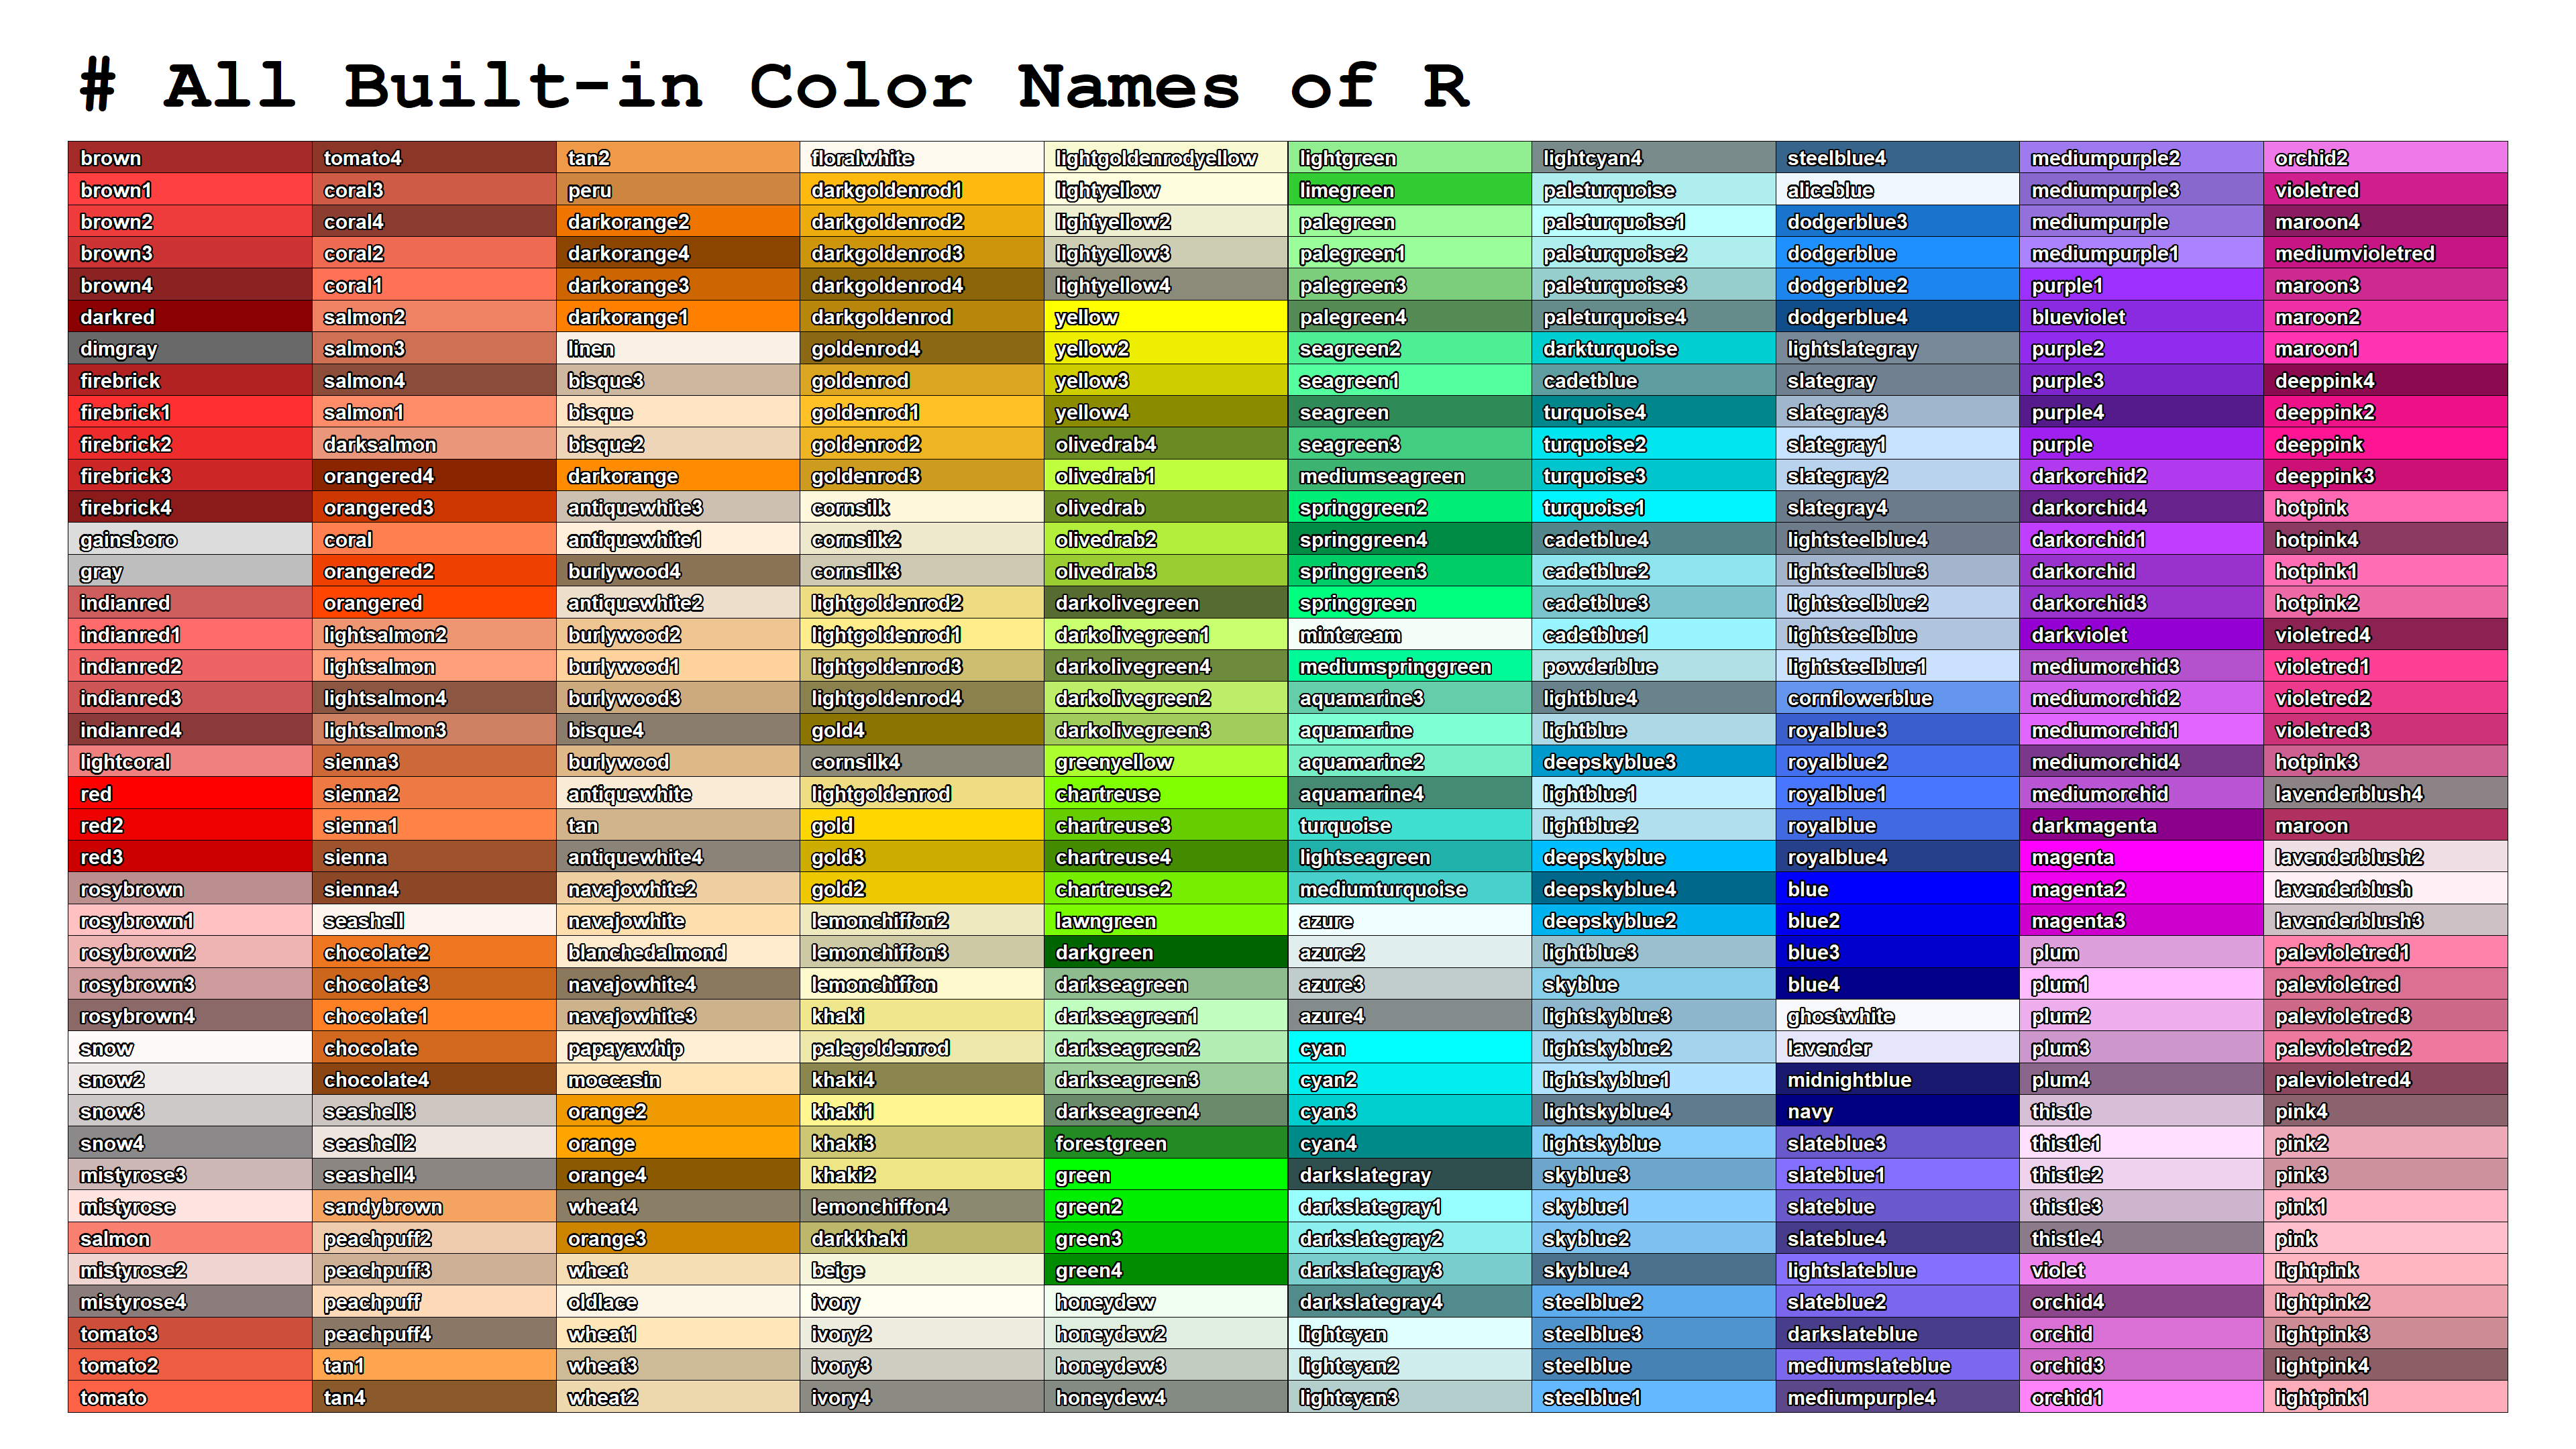 # All Built-in Color Names of R
brown tomato4 tan2 floralwhite lightgoldenrodyellow lightgreen lightcyan4 steelblue4 mediumpurple2 orchid2
brown1 coral3 peru darkgoldenrod1 lightyellow limegreen paleturquoise aliceblue mediumpurple3 violetred
brown2 coral4 darkorange2 darkgoldenrod2 lightyellow2 palegreen paleturquoise1 dodgerblue3 mediumpurple maroon4
brown3 coral2 darkorange4 darkgoldenrod3 lightyellow3 palegreen1 paleturquoise2 dodgerblue mediumpurple1 mediumvioletred
brown4 coral1 darkorange3 darkgoldenrod4 lightyellow4 palegreen3 paleturquoise3 dodgerblue2 purple1 maroon3
darkred salmon2 darkorange1 darkgoldenrod yellow palegreen4 paleturquoise4 dodgerblue4 blueviolet maroon2
dimgray salmon3 linen goldenrod4 yellow2 seagreen2 darkturquoise lightslategray purple2 maroon1
firebrick salmon4 bisque3 goldenrod yellow3 seagreen1 cadetblue slategray purple3 deeppink4
firebrick1 salmon1 bisque goldenrod1 yellow4 seagreen turquoise4 slategray3 purple4 deeppink2
firebrick2 darksalmon bisque2 goldenrod2 olivedrab4 seagreen3 turquoise2 slategray1 purple deeppink
firebrick3 orangered4 darkorange goldenrod3 olivedrab1 mediumseagreen turquoise3 slategray2 darkorchid2 deeppink3
firebrick4 orangered3 antiquewhite3 cornsilk olivedrab springgreen2 turquoise1 slategray4 darkorchid4 hotpink
gainsboro coral antiquewhite1 cornsilk2 olivedrab2 springgreen4 cadetblue4 lightsteelblue4 darkorchid1 hotpink4
gray orangered2 burlywood4 cornsilk3 olivedrab3 springgreen3 cadetblue2 lightsteelblue3 darkorchid hotpink1
indianred orangered antiquewhite2 lightgoldenrod2 darkolivegreen springgreen cadetblue3 lightsteelblue2 darkorchid3 hotpink2
indianred1 lightsalmon2 burlywood2 lightgoldenrod1 darkolivegreen1 mintcream cadetblue1 lightsteelblue darkviolet violetred4
indianred2 lightsalmon burlywood1 lightgoldenrod3 darkolivegreen4 mediumspringgreen powderblue lightsteelblue1 mediumorchid3 violetred1
indianred3 lightsalmon4 burlywood3 lightgoldenrod4 darkolivegreen2 aquamarine3 lightblue4 cornflowerblue mediumorchid2 violetred2
indianred4 lightsalmon3 bisque4 gold4 darkolivegreen3 aquamarine lightblue royalblue3 mediumorchid1 violetred3
lightcoral sienna3 burlywood cornsilk4 greenyellow aquamarine2 deepskyblue3 royalblue2 mediumorchid4 hotpink3
red sienna2 antiquewhite lightgoldenrod chartreuse aquamarine4 lightblue1 royalblue1 mediumorchid lavenderblush4
red2 sienna1 tan gold chartreuse3 turquoise lightblue2 royalblue darkmagenta maroon
red3 sienna antiquewhite4 gold3 chartreuse4 lightseagreen deepskyblue royalblue4 magenta lavenderblush2
rosybrown sienna4 navajowhite2 gold2 chartreuse2 mediumturquoise deepskyblue4 blue magenta2 lavenderblush
rosybrown1 seashell navajowhite lemonchiffon2 lawngreen azure deepskyblue2 blue2 magenta3 lavenderblush3
rosybrown2 chocolate2 blanchedalmond lemonchiffon3 darkgreen azure2 lightblue3 blue3 plum palevioletred1
rosybrown3 chocolate3 navajowhite4 lemonchiffon darkseagreen azure3 skyblue blue4 plum1 palevioletred
rosybrown4 chocolate1 navajowhite3 khaki darkseagreen1 azure4 lightskyblue3 ghostwhite plum2 palevioletred3
snow chocolate papayawhip palegoldenrod darkseagreen2 cyan lightskyblue2 lavender plum3 palevioletred2
snow2 chocolate4 moccasin khaki4 darkseagreen3 cyan2 lightskyblue1 midnightblue plum4 palevioletred4
snow3 seashell3 orange2 khaki1 darkseagreen4 cyan3 lightskyblue4 navy thistle pink4
snow4 seashell2 orange khaki3 forestgreen cyan4 lightskyblue slateblue3 thistle1 pink2
mistyrose3 seashell4 orange4 khaki2 green darkslategray skyblue3 slateblue1 thistle2 pink3
mistyrose sandybrown wheat4 lemonchiffon4 green2 darkslategray1 skyblue1 slateblue thistle3 pink1
salmon peachpuff2 orange3 darkkhaki green3 darkslategray2 skyblue2 slateblue4 thistle4 pink
mistyrose2 peachpuff3 wheat beige green4 darkslategray3 skyblue4 lightslateblue violet lightpink
mistyrose4 peachpuff oldlace ivory honeydew darkslategray4 steelblue2 slateblue2 orchid4 lightpink2
tomato3 peachpuff4 wheat1 ivory2 honeydew2 lightcyan steelblue3 darkslateblue orchid lightpink3
tomato2 tan1 wheat3 ivory3 honeydew3 lightcyan2 steelblue mediumslateblue orchid3 lightpink4
tomato tan4 wheat2 ivory4 honeydew4 lightcyan3 steelblue1 mediumpurple4 orchid1 lightpink1